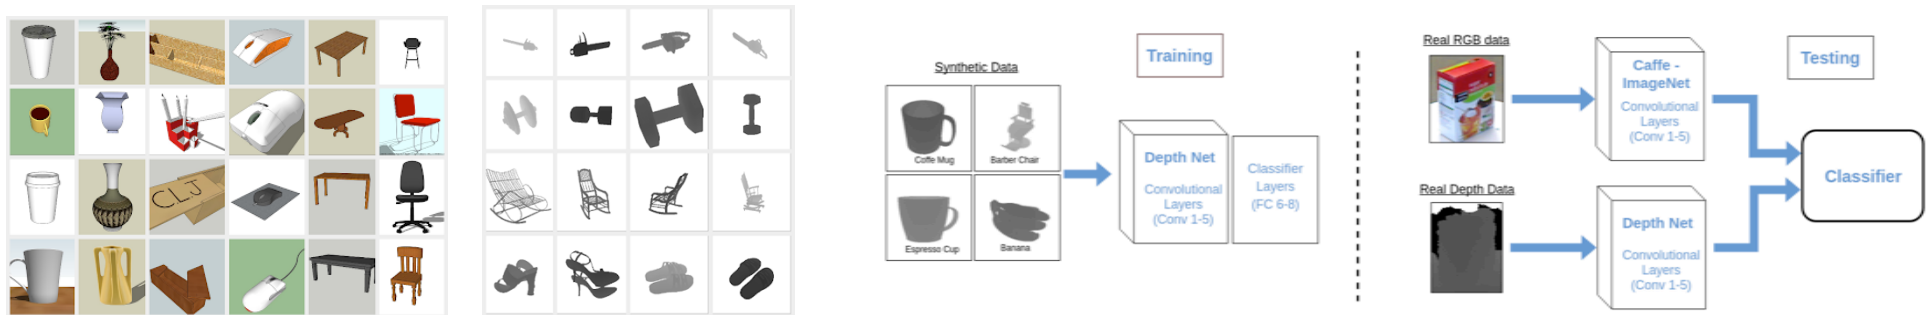 CLJ
Synthetic Data
Coffe Mug
Barber Chair
Espresso Cup
Banana
Training
Depth Net
Convolutional
Layers
(Conv 1-5)
Classifier
Layers
(FC 6-8)
Real RGB data
Caffe -
ImageNet
Convolutional
Layers
(Conv 1-5)
Testing
Real Depth Data
Depth Net
Convolutional
Layers
(Conv 1-5)
Classifier